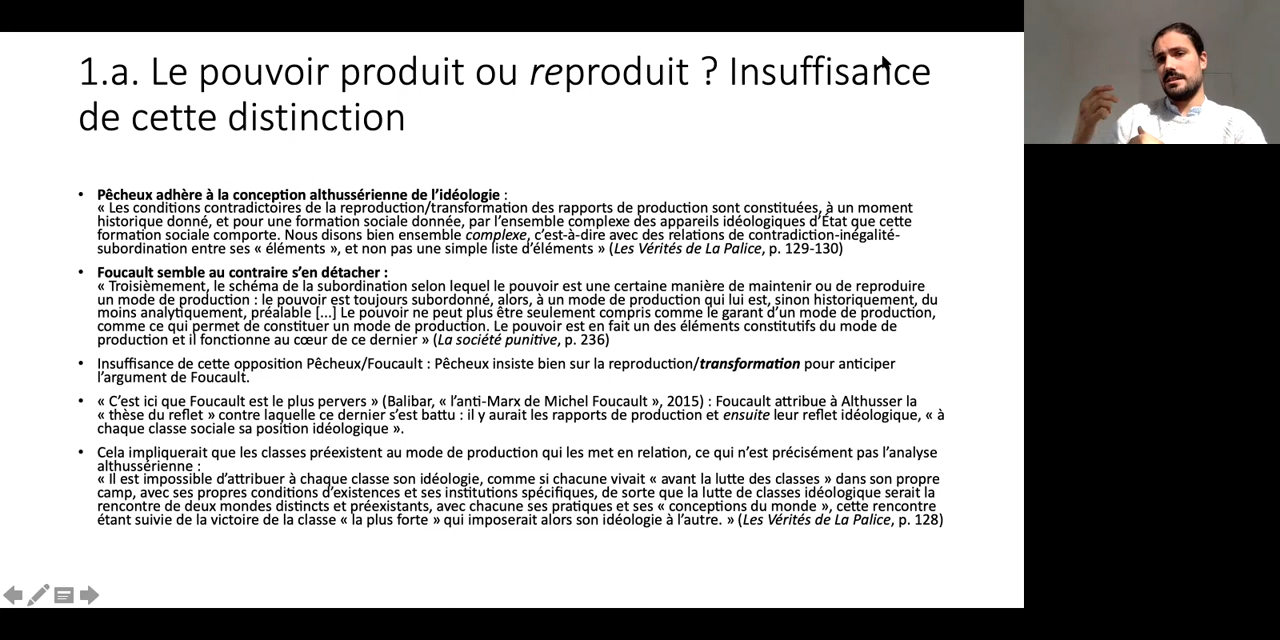 1.a. Le pouvoir produit ou reproduit ? Insuffisance
de cette distinction
• Pêcheux adhère à la conception althussérienne de l'idéologie :
« Les conditions contradictoires de la reproduction/transformation des rapports de production sont constituées, à un moment
historique donné, et pour une formation sociale donnée, par l'ensemble complexe des appareils idéologiques d'État que cette
formation sociale comporte. Nous disons bien ensemble complexe, c'est-à-dire avec des relations de contradiction-inégalité-
subordination entre ses « éléments », et non pas une simple liste d'éléments » (Les Vérités de La Palice, p. 129-130)
• Foucault semble au contraire s'en détacher :
« Troisièmement, le schéma de la subordination selon lequel le pouvoir est une certaine manière de maintenir ou de reproduire
un mode de production : le pouvoir est toujours subordonné, alors, à un mode de production qui lui est, sinon historiquement, du
moins analytiquement, préalable [...] Le pouvoir ne peut plus être seulement compris comme le garant d'un mode de production,
comme ce qui permet de constituer un mode de production. Le pouvoir est en fait un des éléments constitutifs du mode de
production et il fonctionne au cœur de ce dernier » (La société punitive, p. 236)
• Insuffisance de cette opposition Pêcheux/Foucault : Pêcheux insiste bien sur la reproduction/transformation pour anticiper
l'argument de Foucault.
• « C'est ici que Foucault est le plus pervers » (Balibar, « l'anti-Marx de Michel Foucault », 2015) : Foucault attribue à Althusser la
« thèse du reflet » contre laquelle ce dernier s'est battu : il y aurait les rapports de production et ensuite leur reflet idéologique, « à
chaque classe sociale sa position idéologique ».
• Cela impliquerait que les classes préexistent au mode de production qui les met en relation, ce qui n'est précisément pas l'analyse
althussérienne :
« Il est impossible d'attribuer à chaque classe son idéologie, comme si chacune vivait « avant la lutte des classes » dans son propre
camp, avec ses propres conditions d'existences et ses institutions spécifiques, de sorte que la lutte de classes idéologique serait la
rencontre de deux mondes distincts et préexistants, avec chacune ses pratiques et ses « conceptions du monde », cette rencontre
étant suivie de la victoire de la classe « la plus forte » qui imposerait alors son idéologie à l'autre. » (Les Vérités de La Palice, p. 128)